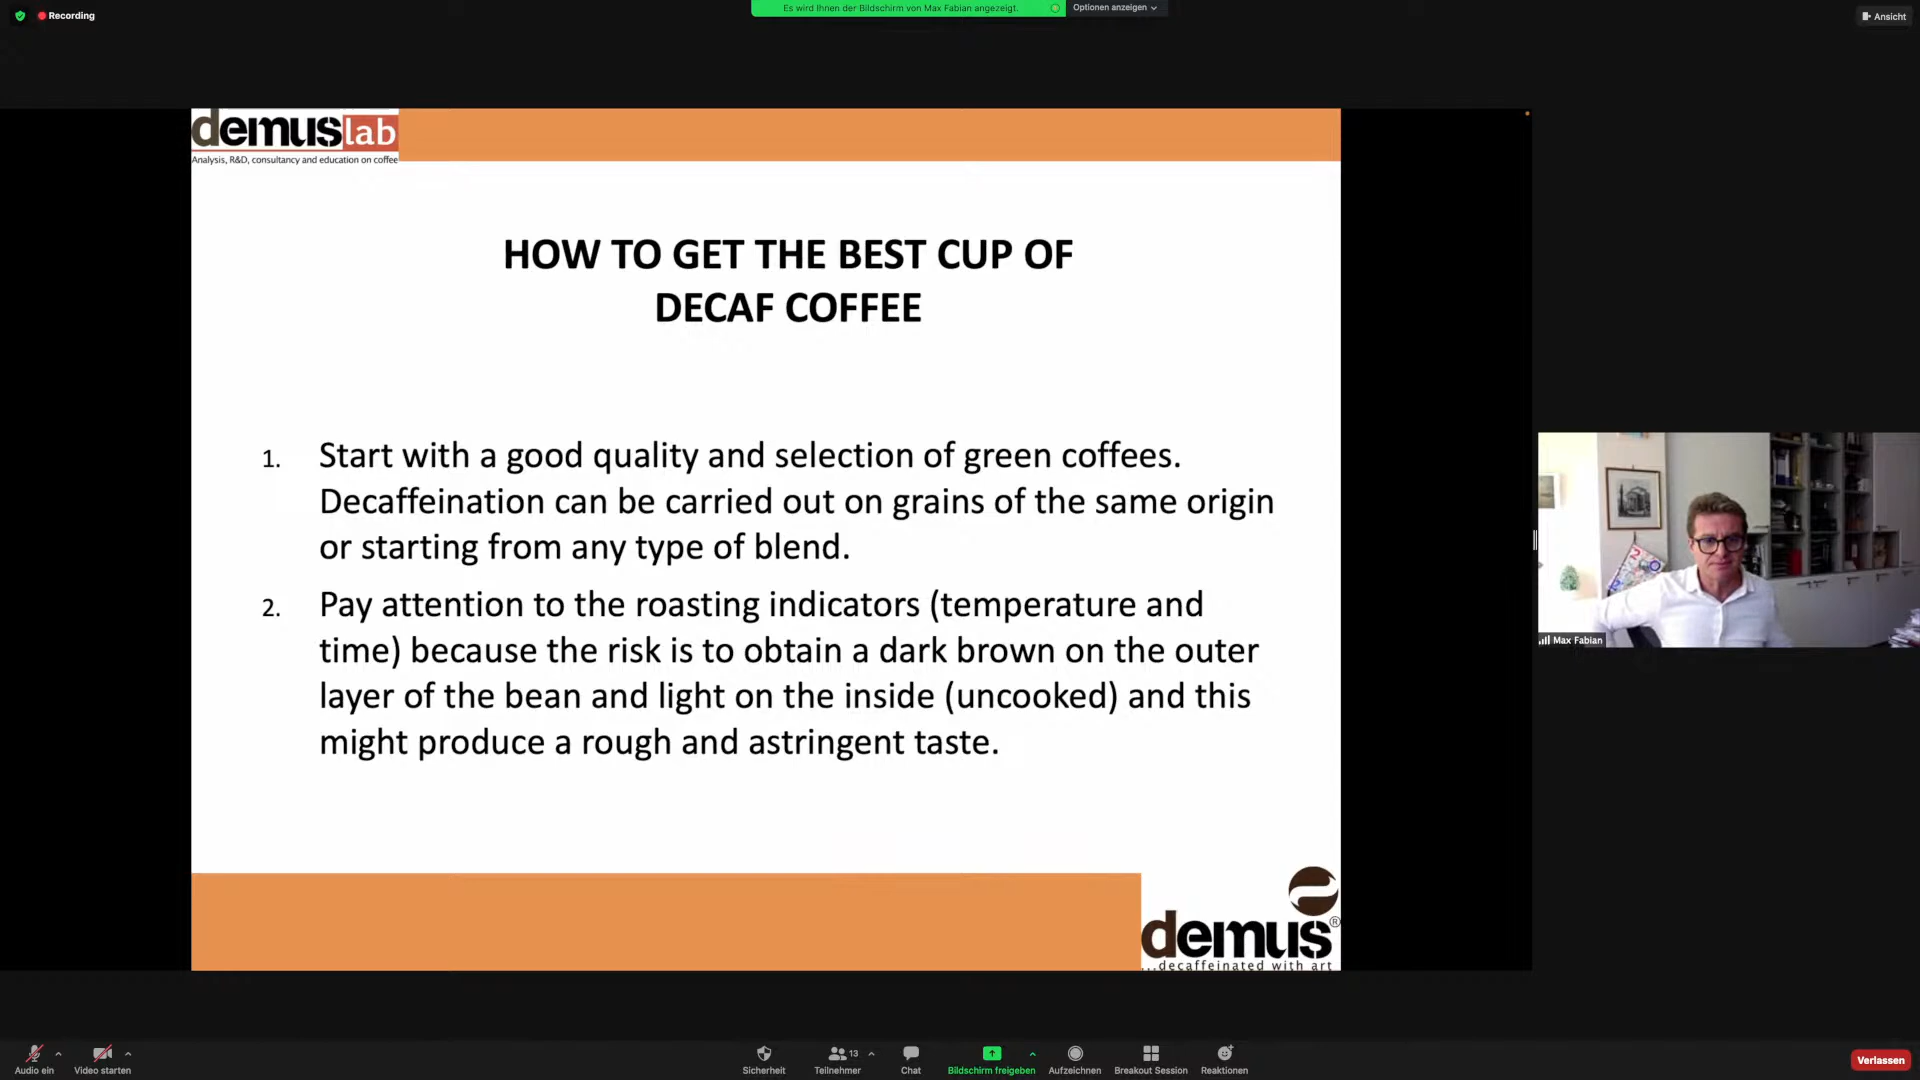 Recording
Es wird Ihnen der Bildschirm von Max Fabian angezeigt.
Optionen anzeigen
Ansicht
demuslab
Analysis, R&D, consultancy and education on coffee
HOW TO GET THE BEST CUP OF
DECAF COFFEE
1. Start with a good quality and selection of green coffees.
Decaffeination can be carried out on grains of the same origin
or starting from any type of blend.
2. Pay attention to the roasting indicators (temperature and
time) because the risk is to obtain a dark brown on the outer
layer of the bean and light on the inside (uncooked) and this
might produce a rough and astringent taste.
Max Fabian
demus®
...decaffeinated with art
Audio ein
Video starten
Sicherheit
13
Teilnehmer
Chat
Bildschirm freigeben
Aufzeichnen
Breakout Session
Reaktionen
Verlassen